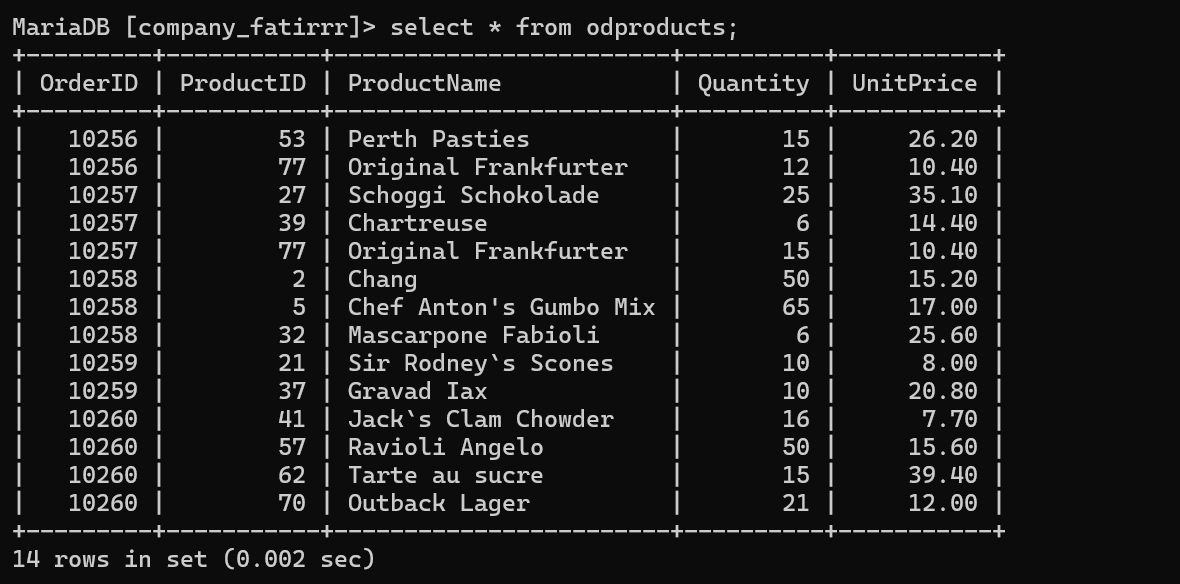 MariaDB [company_fatirrr]> select * from odproducts;
+---------+-----------+------------------------+----------+-----------+
| OrderID | ProductID | ProductName            | Quantity | UnitPrice |
+---------+-----------+------------------------+----------+-----------+
|   10256 |        53 | Perth Pasties          |       15 |     26.20 |
|   10256 |        77 | Original Frankfurter   |       12 |     10.40 |
|   10257 |        27 | Schoggi Schokolade     |       25 |     35.10 |
|   10257 |        39 | Chartreuse             |        6 |     14.40 |
|   10257 |        77 | Original Frankfurter   |       15 |     10.40 |
|   10258 |         2 | Chang                  |       50 |     15.20 |
|   10258 |         5 | Chef Anton's Gumbo Mix |       65 |     17.00 |
|   10258 |        32 | Mascarpone Fabioli     |        6 |     25.60 |
|   10259 |        21 | Sir Rodney`s Scones    |       10 |      8.00 |
|   10259 |        37 | Gravad Iax             |       10 |     20.80 |
|   10260 |        41 | Jack`s Clam Chowder    |       16 |      7.70 |
|   10260 |        57 | Ravioli Angelo         |       50 |     15.60 |
|   10260 |        62 | Tarte au sucre         |       15 |     39.40 |
|   10260 |        70 | Outback Lager          |       21 |     12.00 |
+---------+-----------+------------------------+----------+-----------+
14 rows in set (0.002 sec)